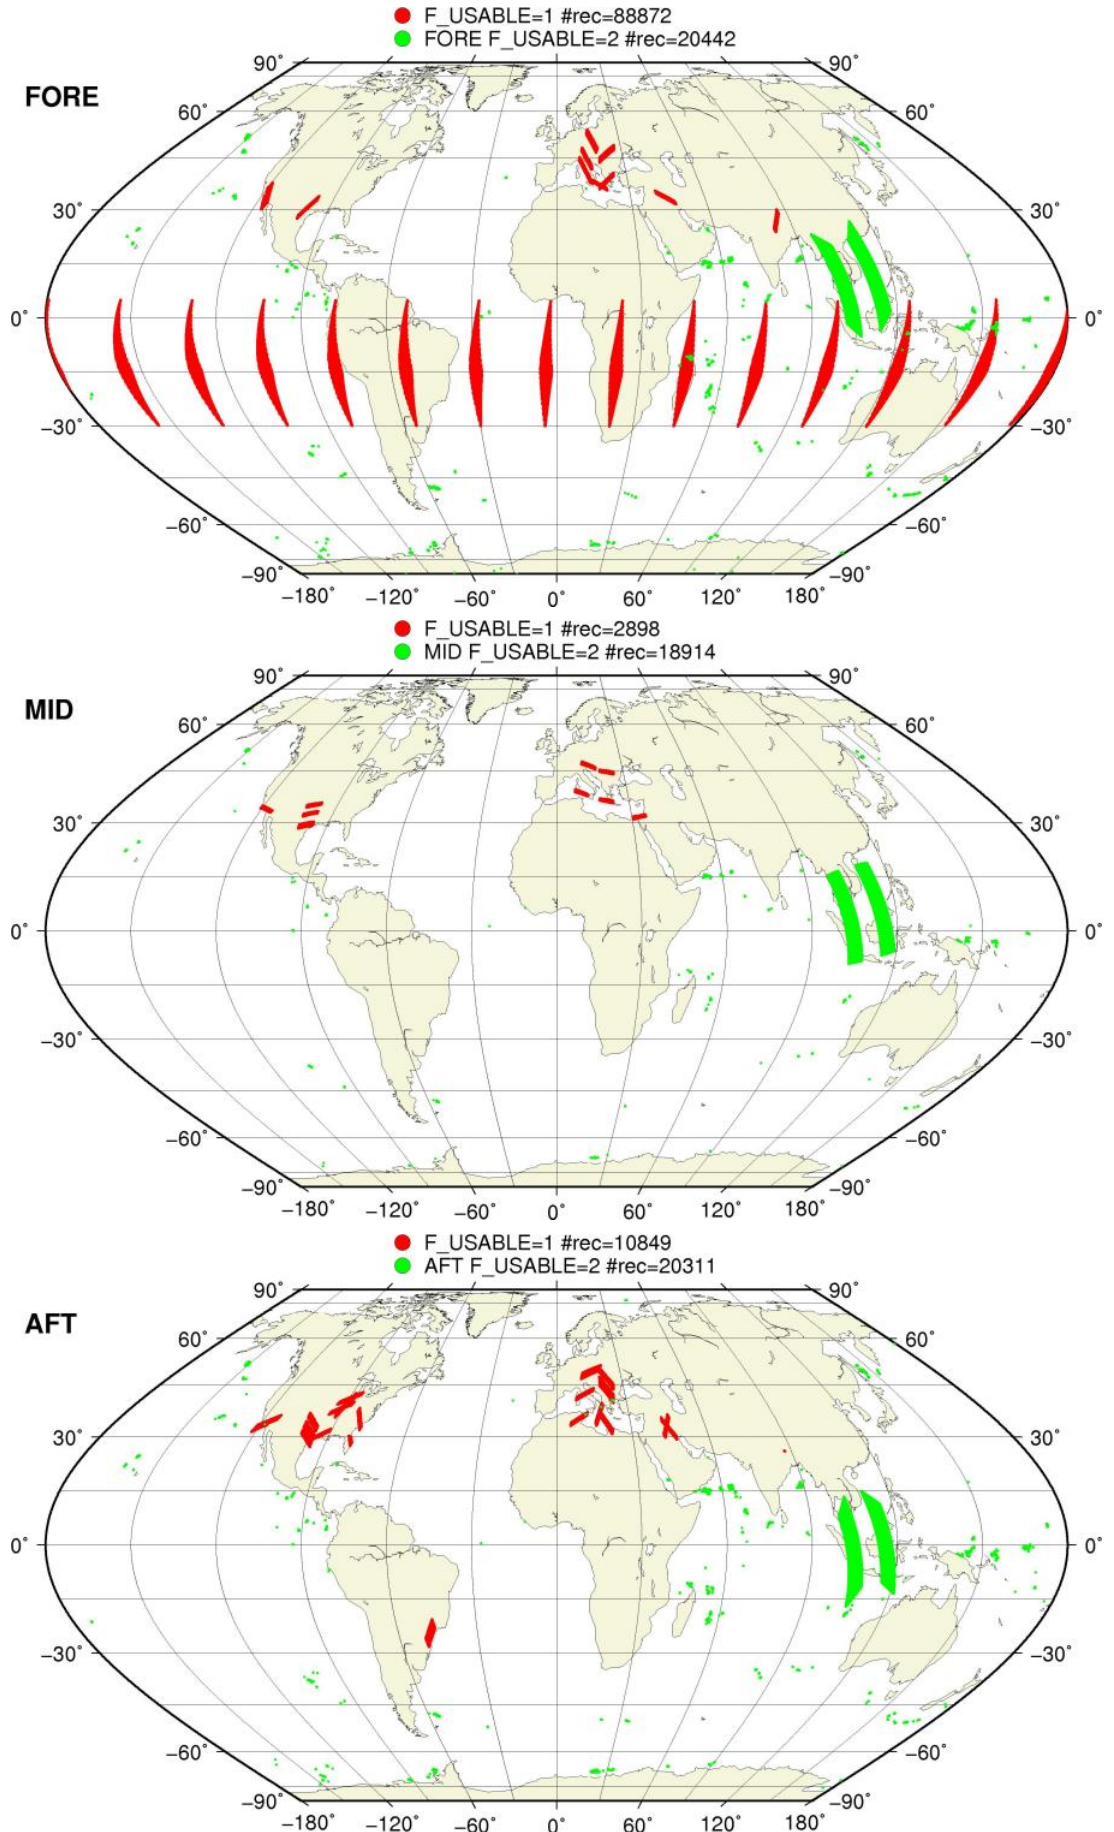 F_USABLE=1 #rec=88872
FORE F_USABLE=2 #rec=20442
FORE
90° 90°
60° 60°
30° 30°
0° 0°
−30° −30°
−60° −60°
−90° −90°
−180° −120° −60° 0° 60° 120° 180°
F_USABLE=1 #rec=2898
MID F_USABLE=2 #rec=18914
MID
90° 90°
60° 60°
30° 30°
0° 0°
−30° −30°
−60° −60°
−90° −90°
−180° −120° −60° 0° 60° 120° 180°
F_USABLE=1 #rec=10849
AFT F_USABLE=2 #rec=20311
AFT
90° 90°
60° 60°
30° 30°
0° 0°
−30° −30°
−60° −60°
−90° −90°
−180° −120° −60° 0° 60° 120° 180°